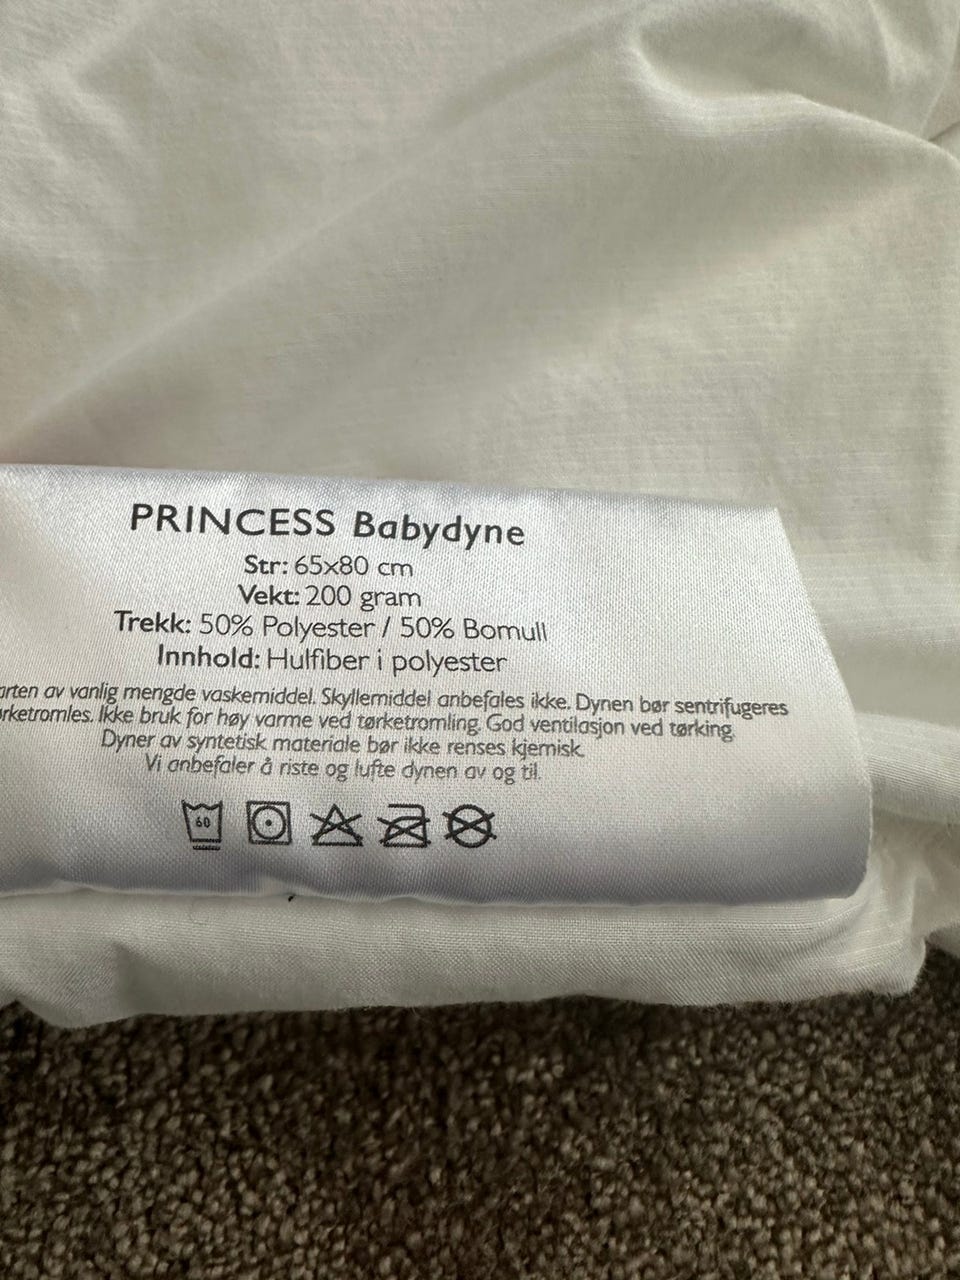 PRINCESS Babydyne
Str: 65x80 cm
Vekt: 200 gram
Trekk: 50% Polyester / 50% Bomull
Innhold: Hulfiber i polyester
av vanlig mengde vaskemiddel. Skyllemiddel anbefales ikke. Dynen bør sentrifugeres
Ikke bruk for høy varme ved tørketromling. God ventilasjon ved tørking.
Dyner av syntetisk materiale bør ikke renses kjemisk.
Vi anbefaler å riste og lufte dynen av og til.
60